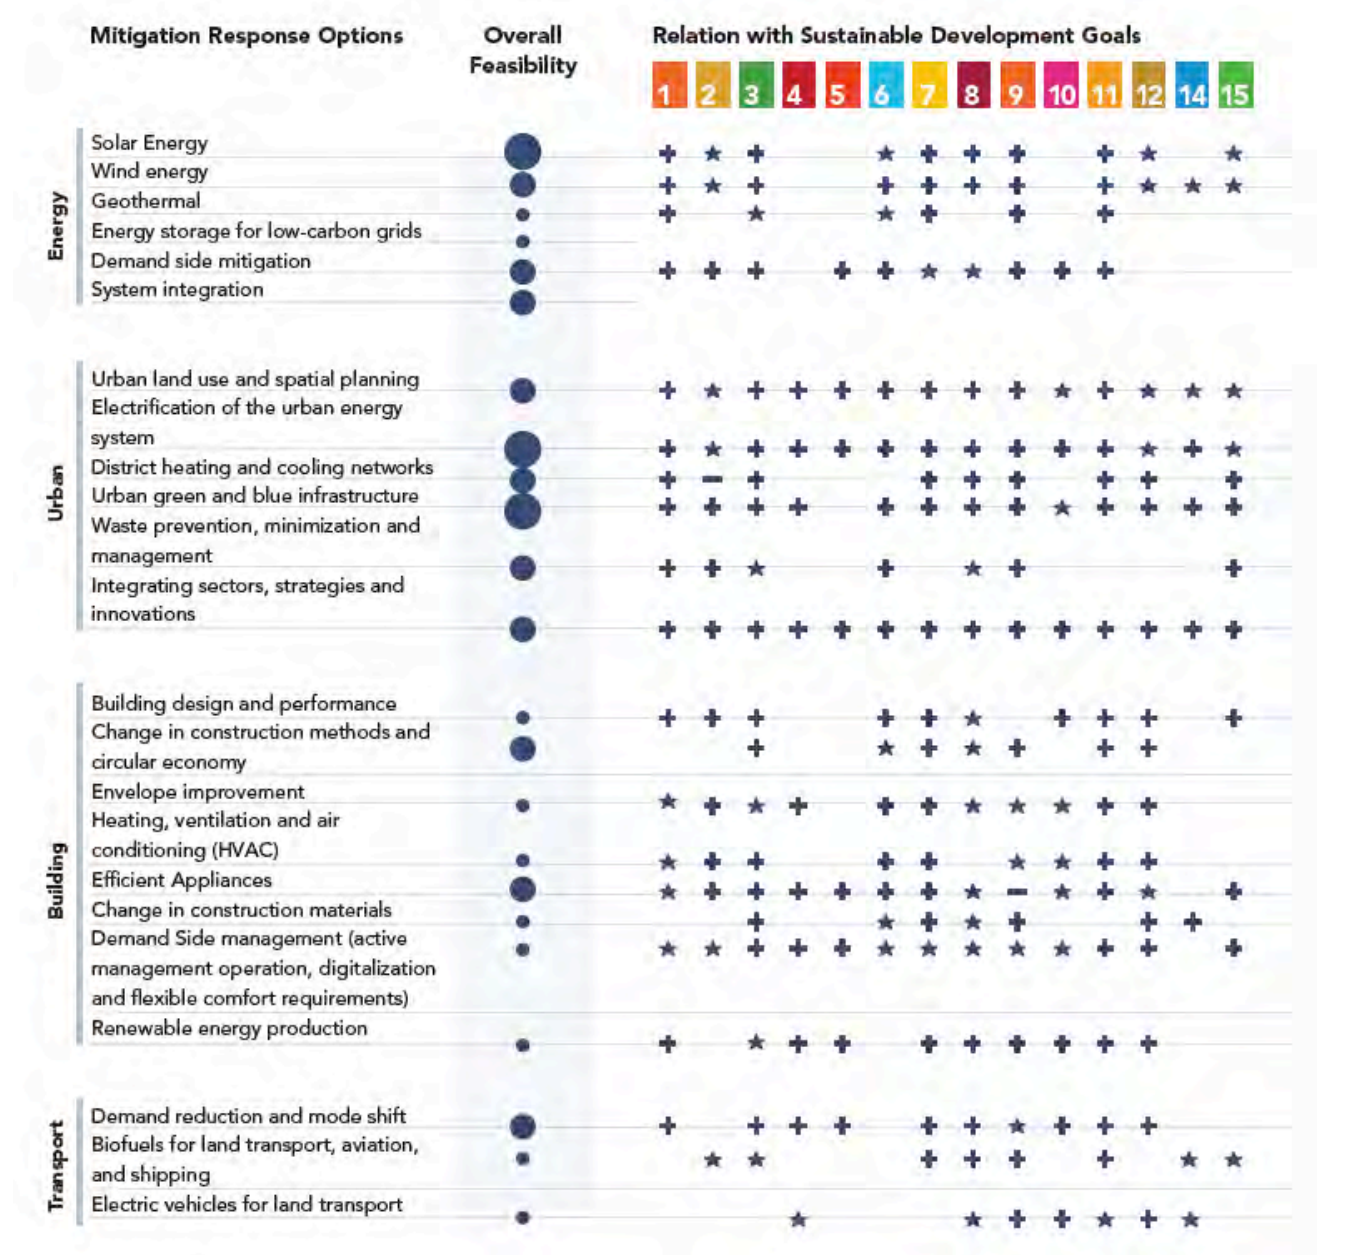 Mitigation Response Options
Overall
Feasibility
Relation with Sustainable Development Goals
1 2 3 4 5 6 7 8 9 10 11 12 14 15
Energy
Solar Energy
Wind energy
Geothermal
Energy storage for low-carbon grids
Demand side mitigation
System integration
Urban
Urban land use and spatial planning
Electrification of the urban energy
system
District heating and cooling networks
Urban green and blue infrastructure
Waste prevention, minimization and
management
Integrating sectors, strategies and
innovations
Building
Building design and performance
Change in construction methods and
circular economy
Envelope improvement
Heating, ventilation and air
conditioning (HVAC)
Efficient Appliances
Change in construction materials
Demand Side management (active
management operation, digitalization
and flexible comfort requirements)
Renewable energy production
Transport
Demand reduction and mode shift
Biofuels for land transport, aviation,
and shipping
Electric vehicles for land transport